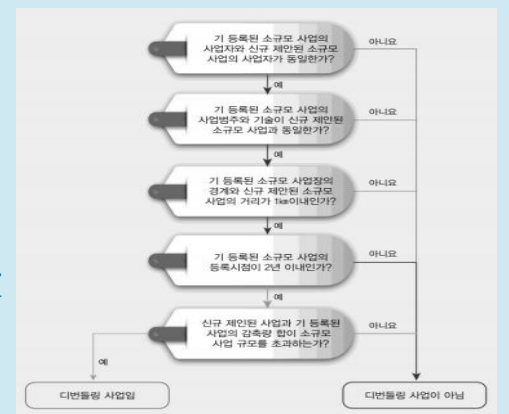 기 등록된 소규모 사업의
사업자와 신규 제안된 소규모
사업의 사업자가 동일한가?
아니요
예
기 등록된 소규모 사업의
사업범주와 기술이 신규 제안된
소규모 사업과 동일한가?
아니요
예
기 등록된 소규모 사업장의
경계와 신규 제안된 소규모
사업의 거리가 1㎞이내인가?
아니요
예
기 등록된 소규모 사업의
등록시점이 2년 이내인가?
아니요
예
신규 제안된 사업과 기 등록된
사업의 감축량 합이 소규모
사업 규모를 초과하는가?
아니요
예
디번들링 사업임
디번들링 사업이 아님